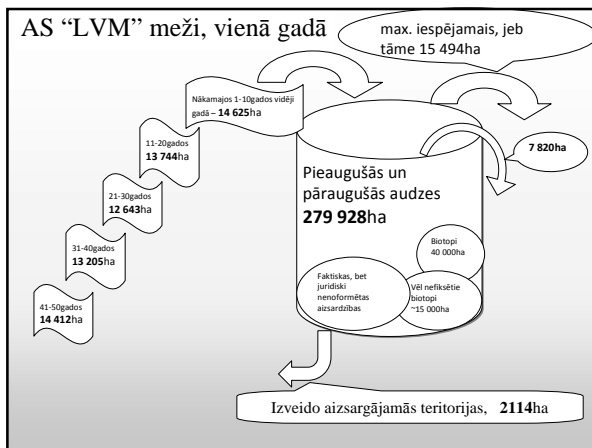 AS “LVM” meži, vienā gadā
max. iespējamais, jeb
tāme 15 494ha
Nākamajos 1-10gados vidēji
gadā – 14 625ha
11-20gados
13 744ha
7 820ha
21-30gados
12 643ha
Pieaugušās un
pāraugušās audzes
279 928ha
31-40gados
13 205ha
Biotopi
40 000ha
Faktiskas, bet
juridiski
nenoformētas
aizsardzības
Vēl nefiksētie
biotopi
~15 000ha
41-50gados
14 412ha
Izveido aizsargājamās teritorijas, 2114ha